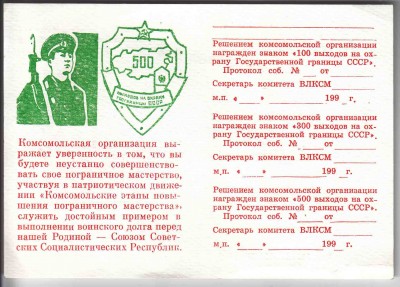 500
ВЫХОДОВ НА ОХРАНУ
ГОСГРАНИЦЫ СССР
Комсомольская организация вы-
ражает уверенность в том, что вы
будете неустанно совершенство-
вать свое пограничное мастерство,
участвуя в патриотическом движе-
нии «Комсомольские этапы повы-
шения пограничного мастерства»,
служить достойным примером в
выполнении воинского долга перед
нашей Родиной — Союзом Совет-
ских Социалистических Республик.
Решением комсомольской организации
награжден знаком «100 выходов на ох-
рану Государственной границы СССР».
Протокол соб. № от
Секретарь комитета ВЛКСМ
м.п. « » 199 г.
Решением комсомольской организации
награжден знаком «300 выходов на ох-
рану Государственной границы СССР».
Протокол соб. № от
Секретарь комитета ВЛКСМ
м.п. « » 199 г.
Решением комсомольской организации
награжден знаком «500 выходов на ох-
рану Государственной границы СССР».
Протокол соб. № от
Секретарь комитета ВЛКСМ
м.п. « » 199 г.